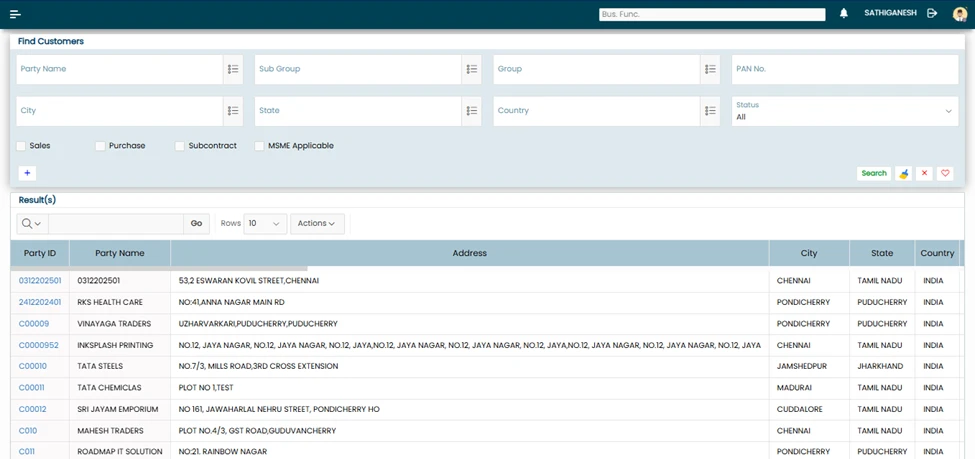 Bus. Func. SATHIGANESH
Find Customers
Party Name Sub Group Group PAN No.
City State Country Status
All
Sales Purchase Subcontract MSME Applicable
+ Search
Result(s)
Go Rows 10 Actions
Party ID Party Name Address City State Country
0312202501 0312202501 53,2 ESWARAN KOVIL STREET,CHENNAI CHENNAI TAMIL NADU INDIA
2412202401 RKS HEALTH CARE NO:41,ANNA NAGAR MAIN RD PONDICHERRY PUDUCHERRY INDIA
C00009 VINAYAGA TRADERS UZHARVARKARI,PUDUCHERRY,PUDUCHERRY PONDICHERRY PUDUCHERRY INDIA
C0000952 INKSPLASH PRINTING NO.12, JAYA NAGAR, NO.12, JAYA NAGAR, NO.12, JAYA,NO.12, JAYA NAGAR, NO.12, JAYA NAGAR, NO.12, JAYA,NO.12, JAYA NAGAR, NO.12, JAYA NAGAR, NO.12, JAYA CHENNAI TAMIL NADU INDIA
C00010 TATA STEELS NO.7/3, MILLS ROAD,3RD CROSS EXTENSION JAMSHEDPUR JHARKHAND INDIA
C00011 TATA CHEMICLAS PLOT NO 1,TEST MADURAI TAMIL NADU INDIA
C00012 SRI JAYAM EMPORIUM NO 161, JAWAHARLAL NEHRU STREET, PONDICHERRY HO CUDDALORE TAMIL NADU INDIA
C010 MAHESH TRADERS PLOT NO.4/3, GST ROAD,GUDUVANCHERRY CHENNAI TAMIL NADU INDIA
C011 ROADMAP IT SOLUTION NO:21. RAINBOW NAGAR PONDICHERRY PUDUCHERRY INDIA